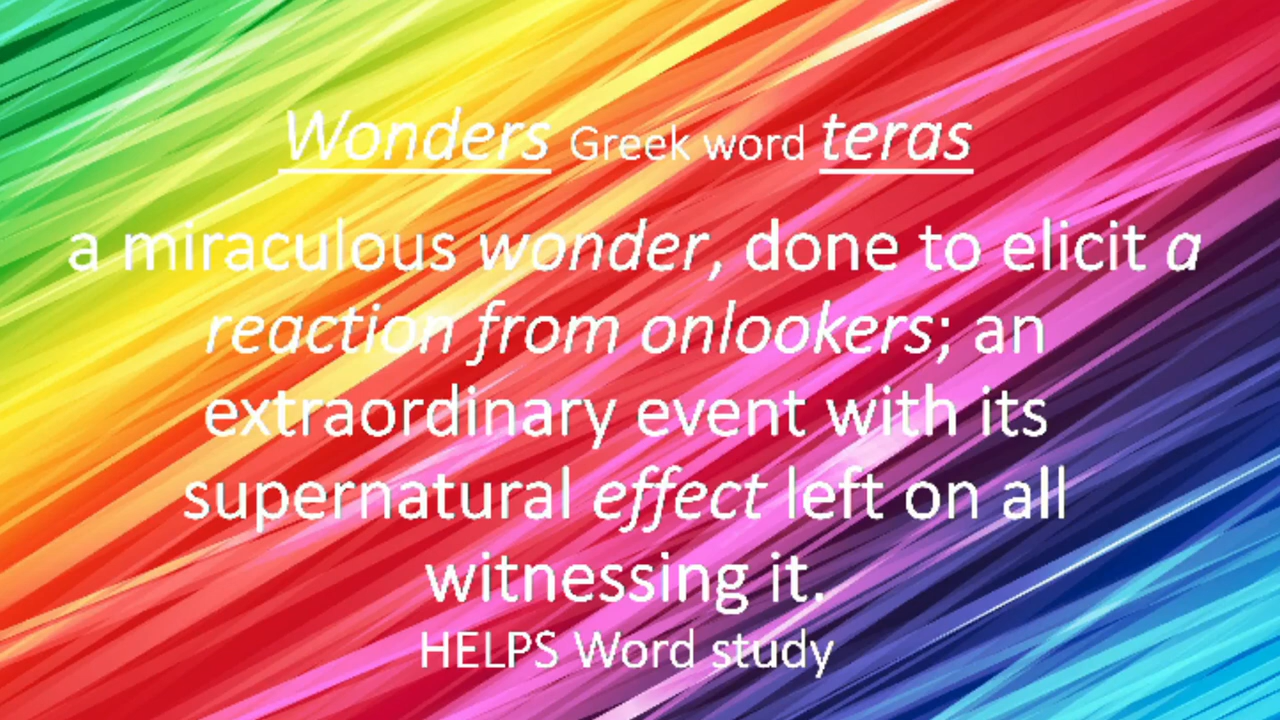 Wonders Greek word teras
a miraculous wonder, done to elicit a
reaction from onlookers; an
extraordinary event with its
supernatural effect left on all
witnessing it.
HELPS Word study